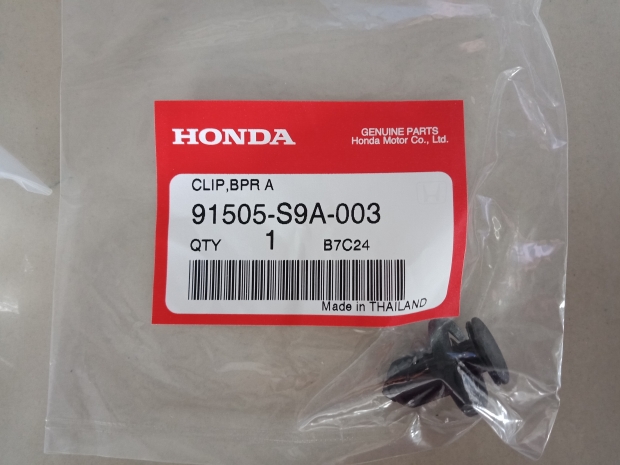 HONDA
GENUINE PARTS
Honda Motor Co., Ltd.
CLIP,BPR A
91505-S9A-003
QTY 1 B7C24
Made in THAILAND